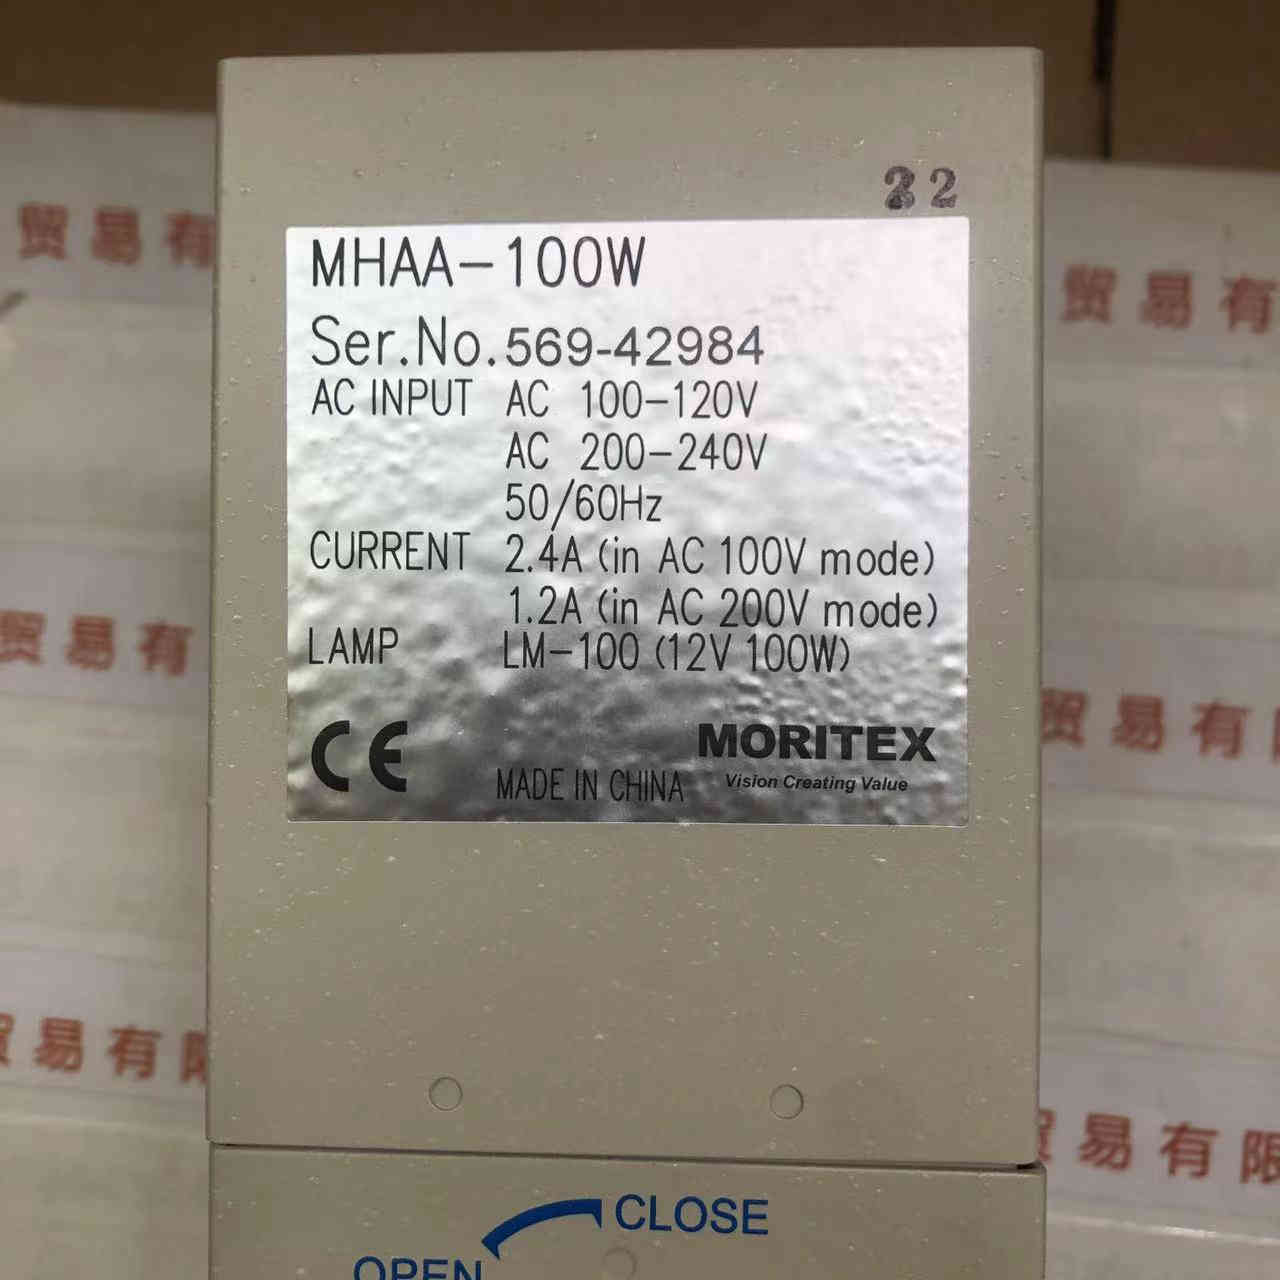 22
MHAA-100W
Ser.No. 569-42984
AC INPUT AC 100-120V
AC 200-240V
50/60Hz
CURRENT 2.4A (in AC 100V mode)
1.2A (in AC 200V mode)
LAMP LM-100 (12V 100W)
CE
MADE IN CHINA
MORITEX
Vision Creating Value
CLOSE
OPEN
贸易有
贸易有
贸易有
贸易有
贸易有限
贸易有限